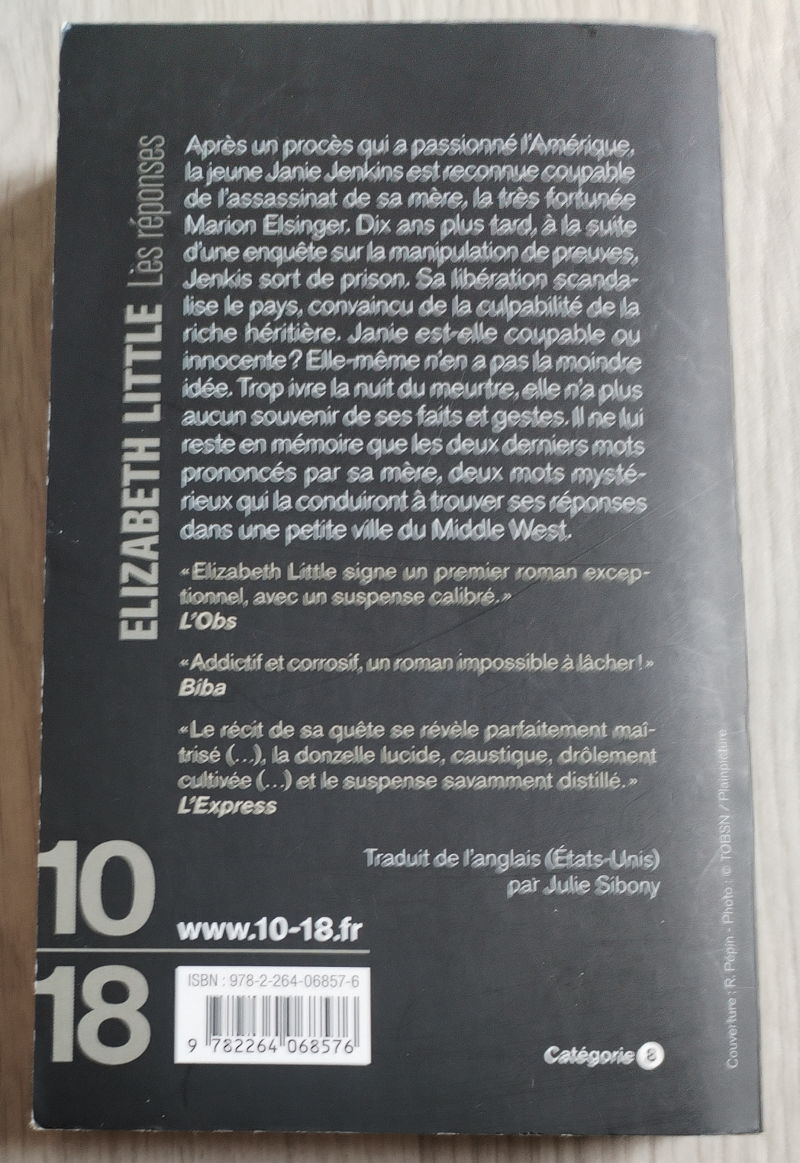 ELIZABETH LITTLE Les réponses
Après un procès qui a passionné l'Amérique,
la jeune Janie Jenkins est reconnue coupable
de l'assassinat de sa mère, la très fortunée
Marion Elsinger. Dix ans plus tard, à la suite
d'une enquête sur la manipulation de preuves,
Jenkis sort de prison. Sa libération scanda-
lise le pays, convaincu de la culpabilité de la
riche héritière. Janie est-elle coupable ou
innocente ? Elle-même n'en a pas la moindre
idée. Trop ivre la nuit du meurtre, elle n'a plus
aucun souvenir de ses faits et gestes. Il ne lui
reste en mémoire que les deux derniers mots
prononcés par sa mère, deux mots mysté-
rieux qui la conduiront à trouver ses réponses
dans une petite ville du Middle West.
« Elizabeth Little signe un premier roman excep-
tionnel, avec un suspense calibré. »
L'Obs
« Addictif et corrosif, un roman impossible à lâcher ! »
Biba
« Le récit de sa quête se révèle parfaitement maî-
trisé (...), la donzelle lucide, caustique, drôlement
cultivée (...) et le suspense savamment distillé. »
L'Express
Traduit de l'anglais (États-Unis)
par Julie Sibony
10
18
www.10-18.fr
ISBN : 978-2-264-06857-6
9 782264 068576
Catégorie 8
Couverture : R. Pépin - Photo : © TOBSN / Plainpicture